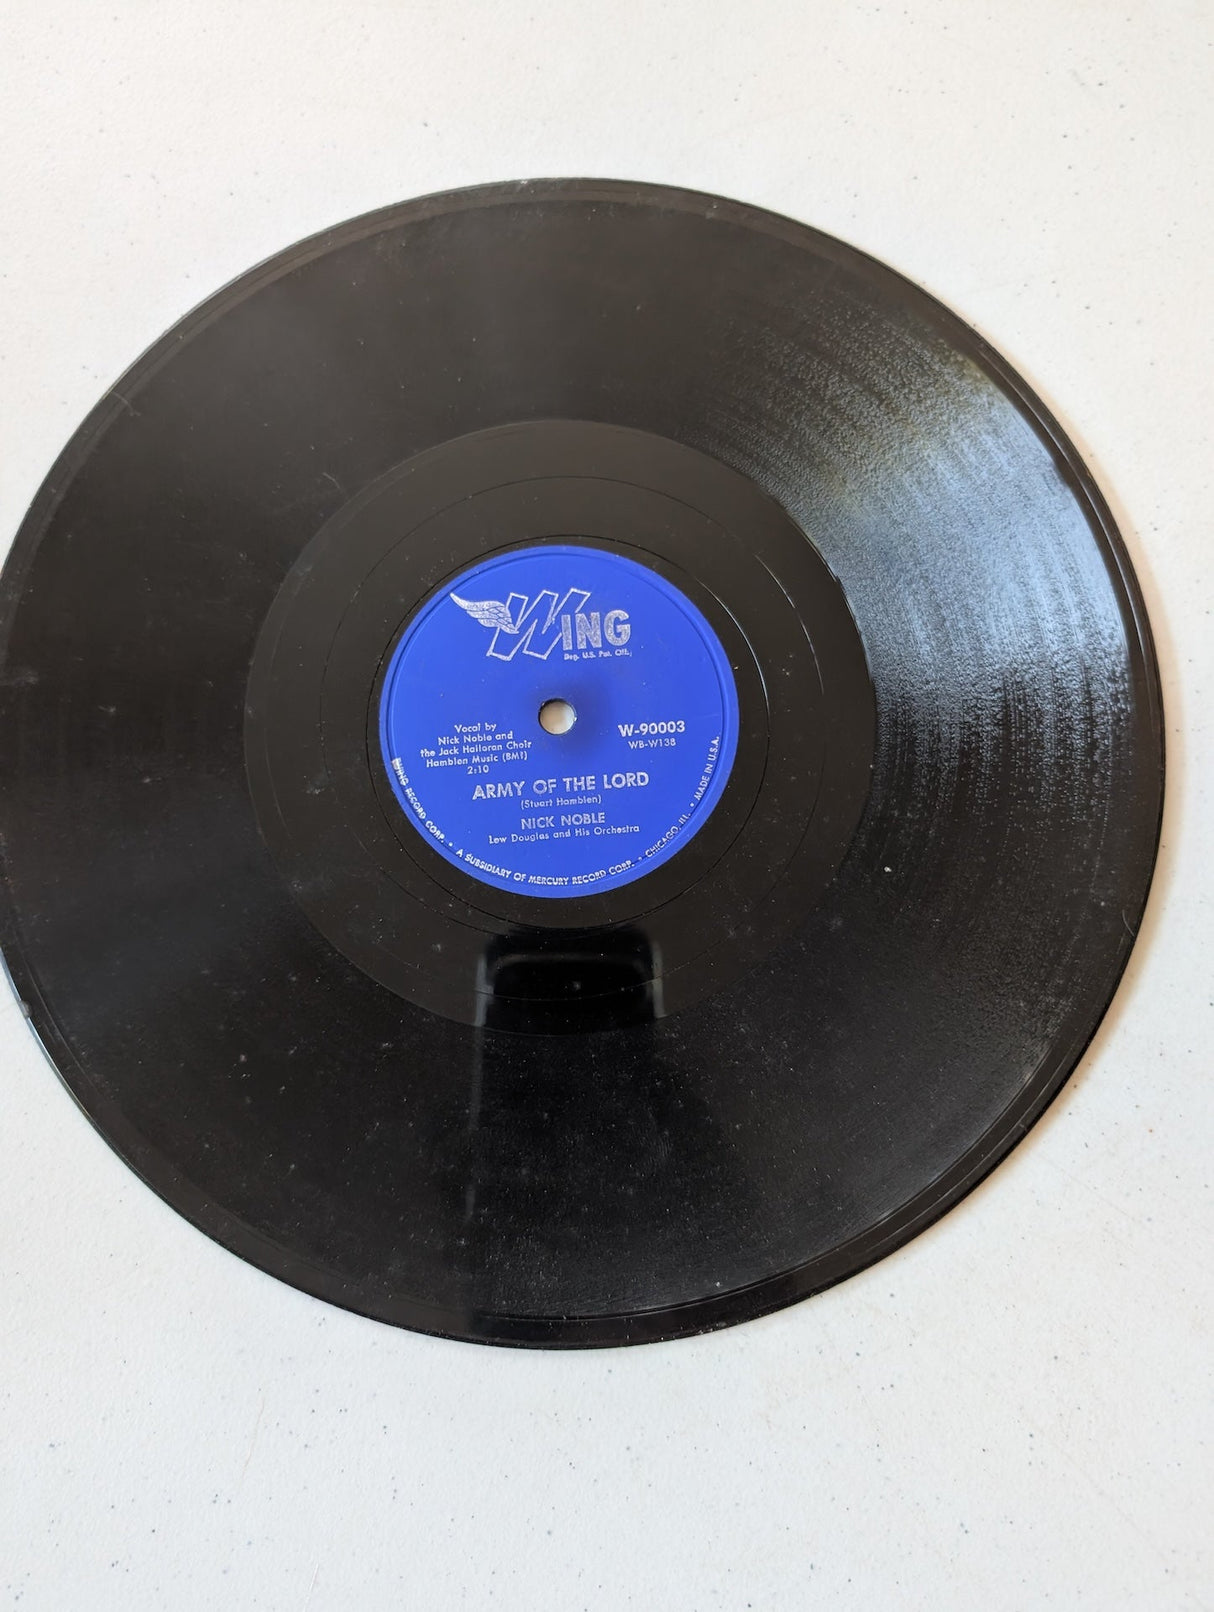 WING
Reg. U.S. Pat. Off.
Vocal by
Nick Noble and
the Jack Halloran Choir
Hamblen Music (BMI)
2:10
W-90003
WB-W138
ARMY OF THE LORD
(Stuart Hamblen)
NICK NOBLE
Lew Douglas and His Orchestra
WING RECORD CORP. • A SUBSIDIARY OF MERCURY RECORD CORP. • CHICAGO, ILL. • MADE IN U.S.A.